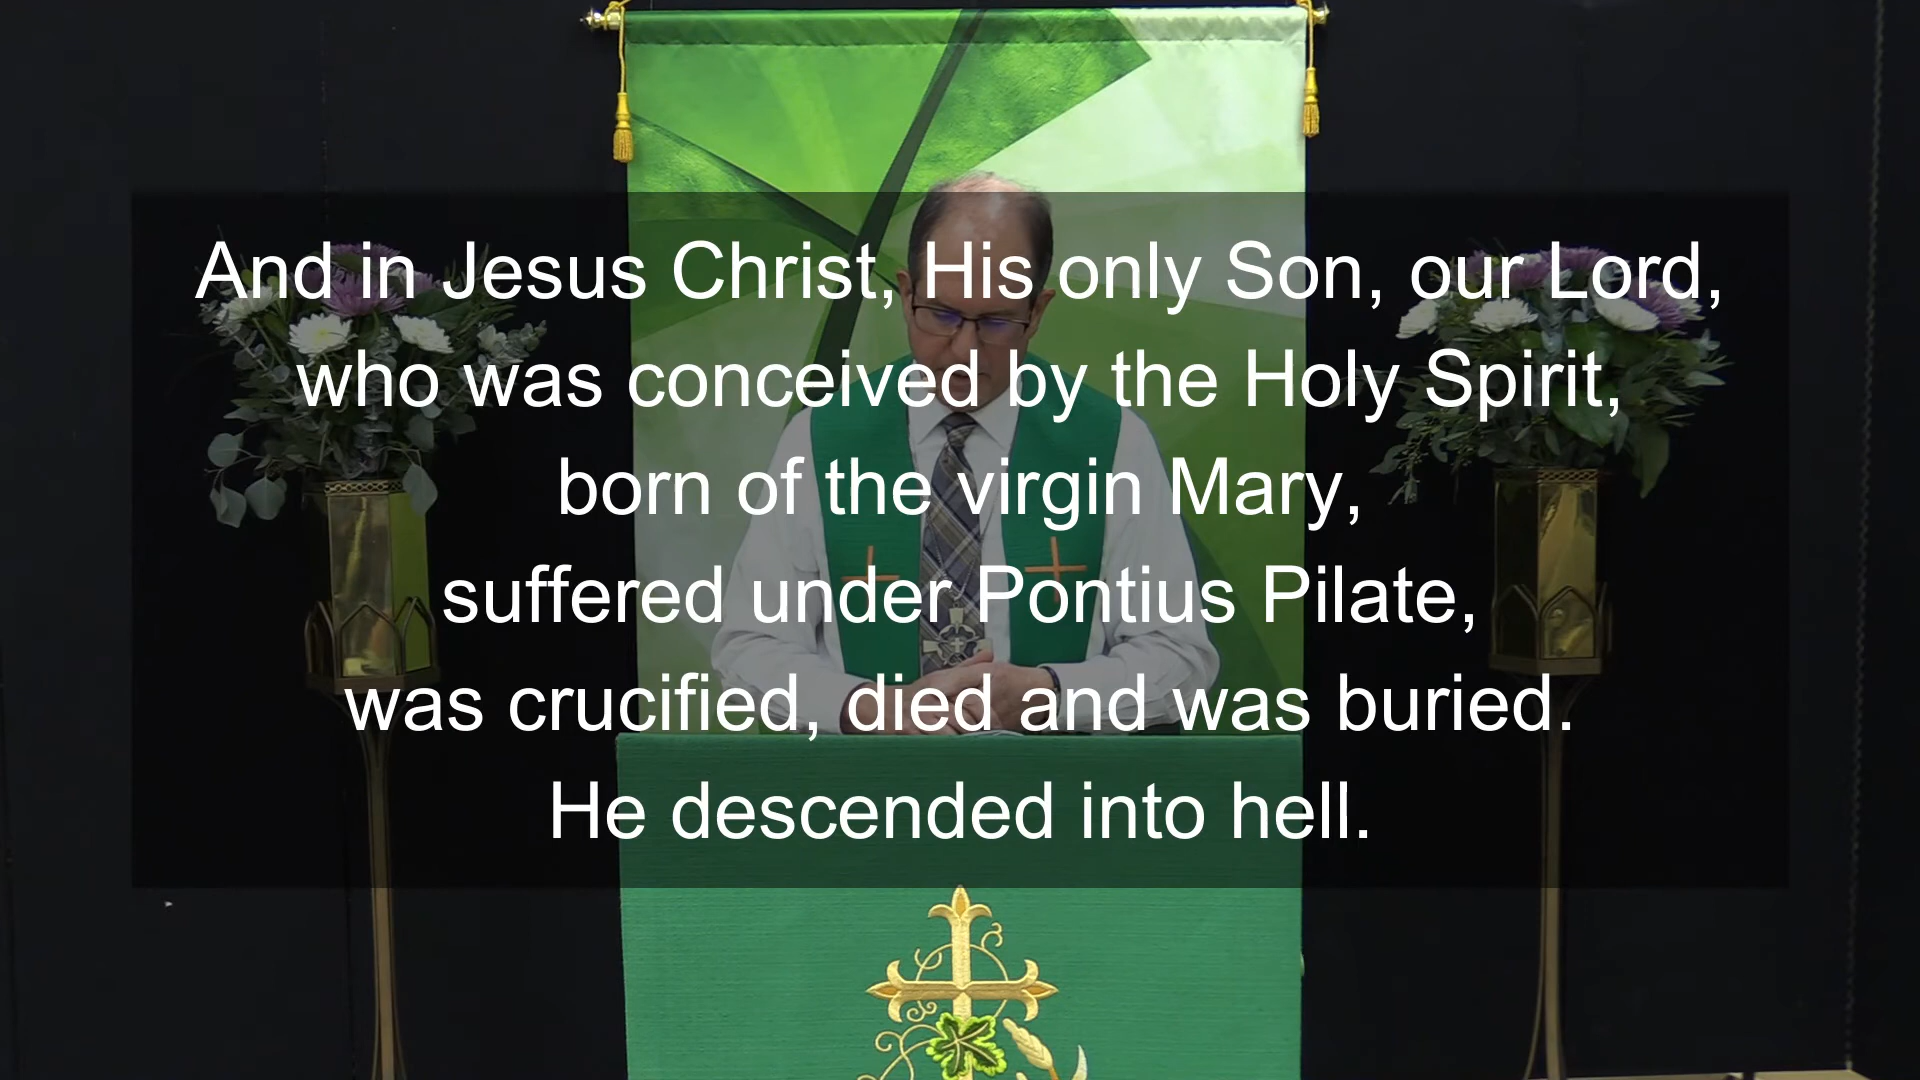 And in Jesus Christ, His only Son, our Lord,
who was conceived by the Holy Spirit,
born of the virgin Mary,
suffered under Pontius Pilate,
was crucified, died and was buried.
He descended into hell.